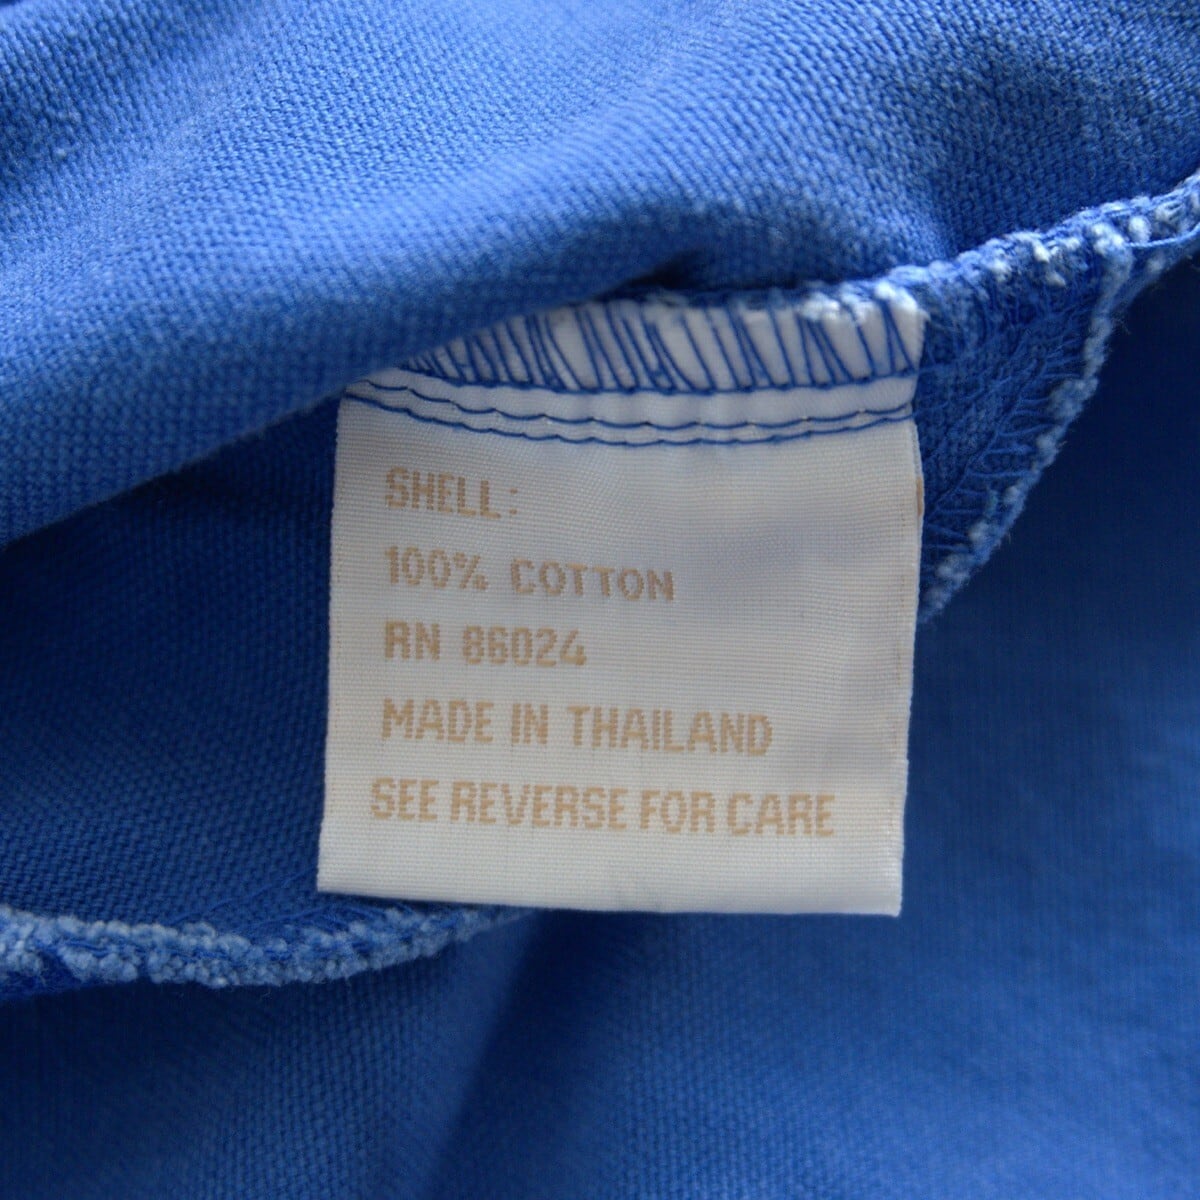 SHELL:
100% COTTON
RN 86024
MADE IN THAILAND
SEE REVERSE FOR CARE